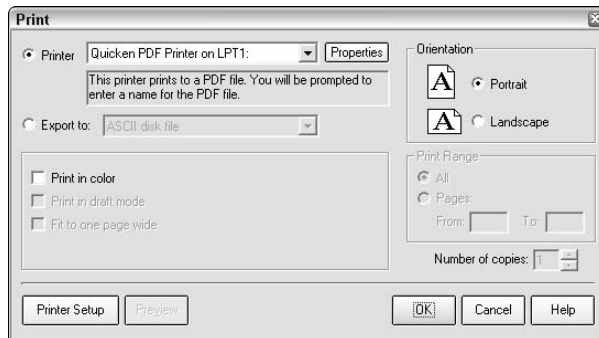 Print
Printer
Quicken PDF Printer on LPT1:
Properties
This printer prints to a PDF file. You will be prompted to
enter a name for the PDF file.
Export to:
ASCII disk file
Print in color
Print in draft mode
Fit to one page wide
Orientation
A
Portrait
A
Landscape
Print Range
All
Pages:
From:
To:
Number of copies:
1
Printer Setup
Preview
OK
Cancel
Help